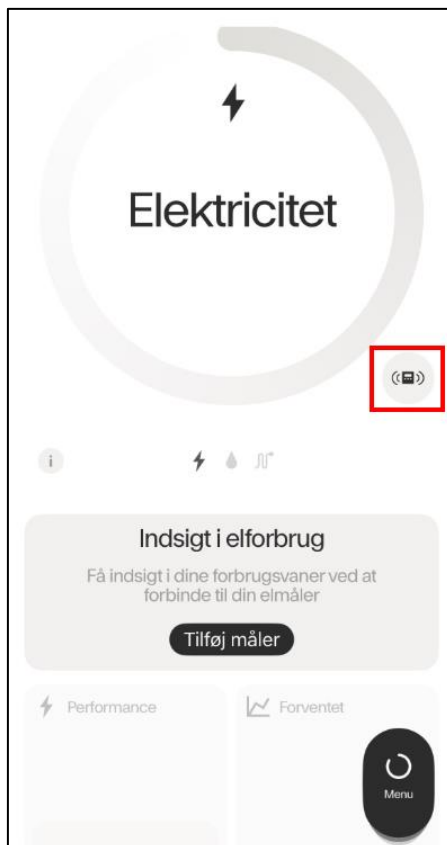 Elektricitet
i
Indsigt i elforbrug
Få indsigt i dine forbrugsvaner ved at
forbinde til din elmåler
Tilføj måler
Performance
Forventet
Menu